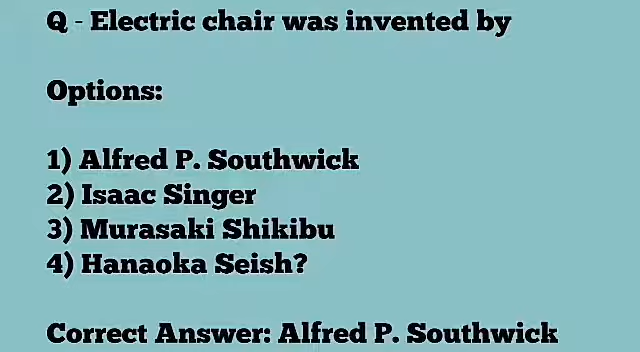 Q - Electric chair was invented by
Options:
1) Alfred P. Southwick
2) Isaac Singer
3) Murasaki Shikibu
4) Hanaoka Seish?
Correct Answer: Alfred P. Southwick